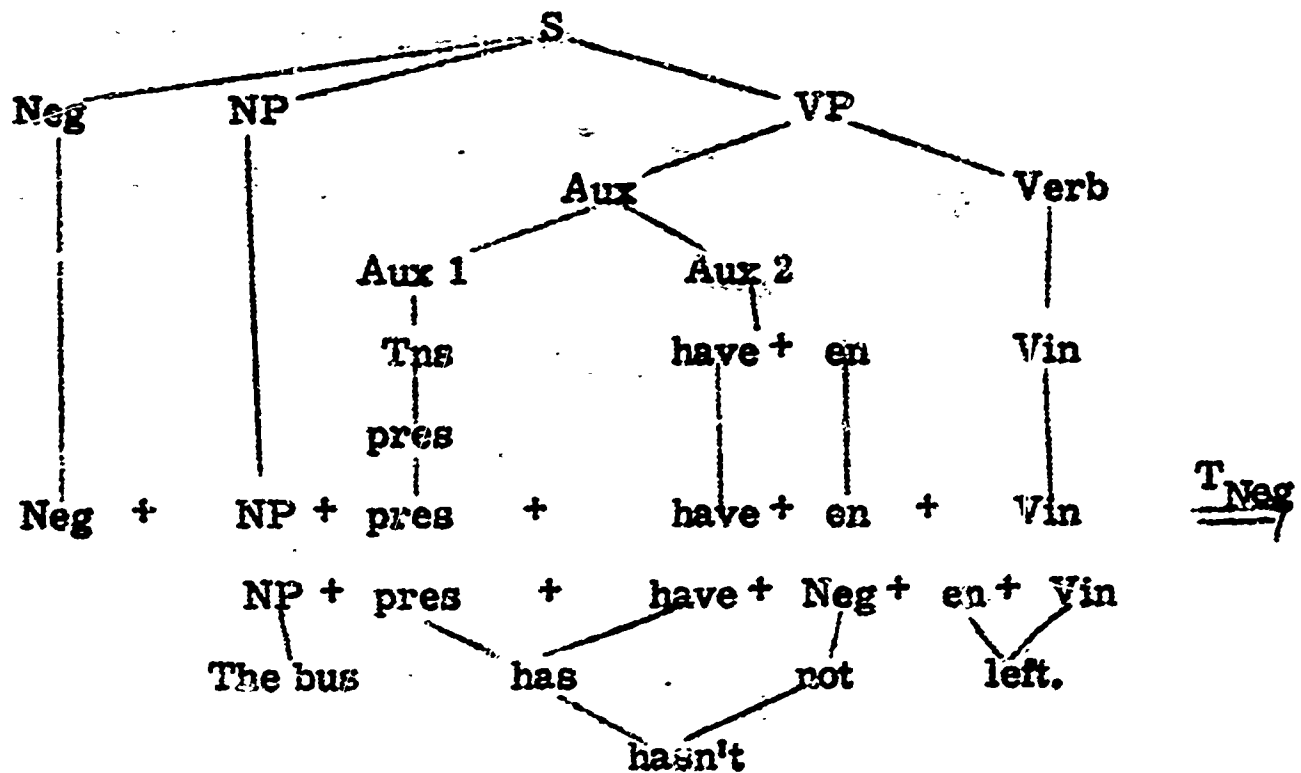 S
Neg NP VP
Aux Verb
Aux 1 Aux 2
Tns have + en Vin
pres
Neg + NP + pres + have + en + Vin T Neg
NP + pres + have + Neg + en + Vin
The bus has not left.
hasn't